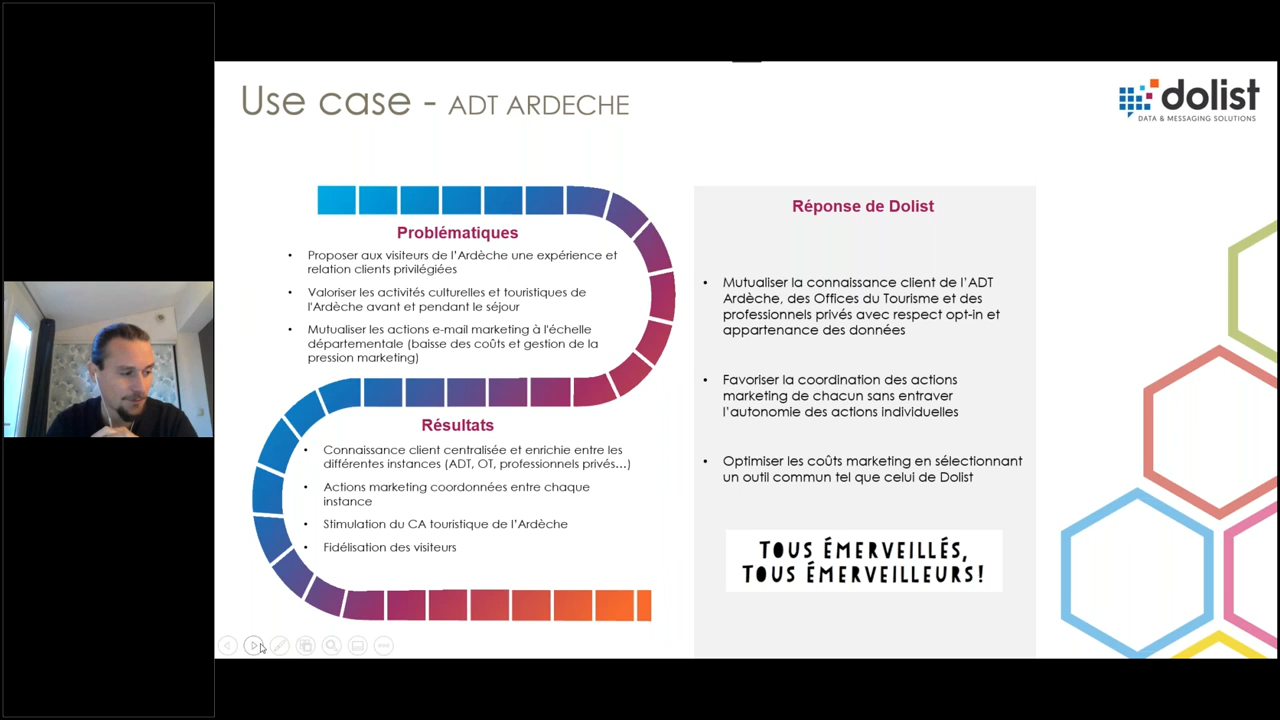 Use case - ADT ARDECHE
dolist
DATA & MESSAGING SOLUTIONS
Problématiques
• Proposer aux visiteurs de l’Ardèche une expérience et
relation clients privilégiées
• Valoriser les activités culturelles et touristiques de
l'Ardèche avant et pendant le séjour
• Mutualiser les actions e-mail marketing à l'échelle
départementale (baisse des coûts et gestion de la
pression marketing)
Résultats
• Connaissance client centralisée et enrichie entre les
différentes instances (ADT, OT, professionnels privés…)
• Actions marketing coordonnées entre chaque
instance
• Stimulation du CA touristique de l’Ardèche
• Fidélisation des visiteurs
Réponse de Dolist
• Mutualiser la connaissance client de l’ADT
Ardèche, des Offices du Tourisme et des
professionnels privés avec respect opt-in et
appartenance des données
• Favoriser la coordination des actions
marketing de chacun sans entraver
l’autonomie des actions individuelles
• Optimiser les coûts marketing en sélectionnant
un outil commun tel que celui de Dolist
TOUS ÉMERVEILLÉS,
TOUS ÉMERVEILLEURS!